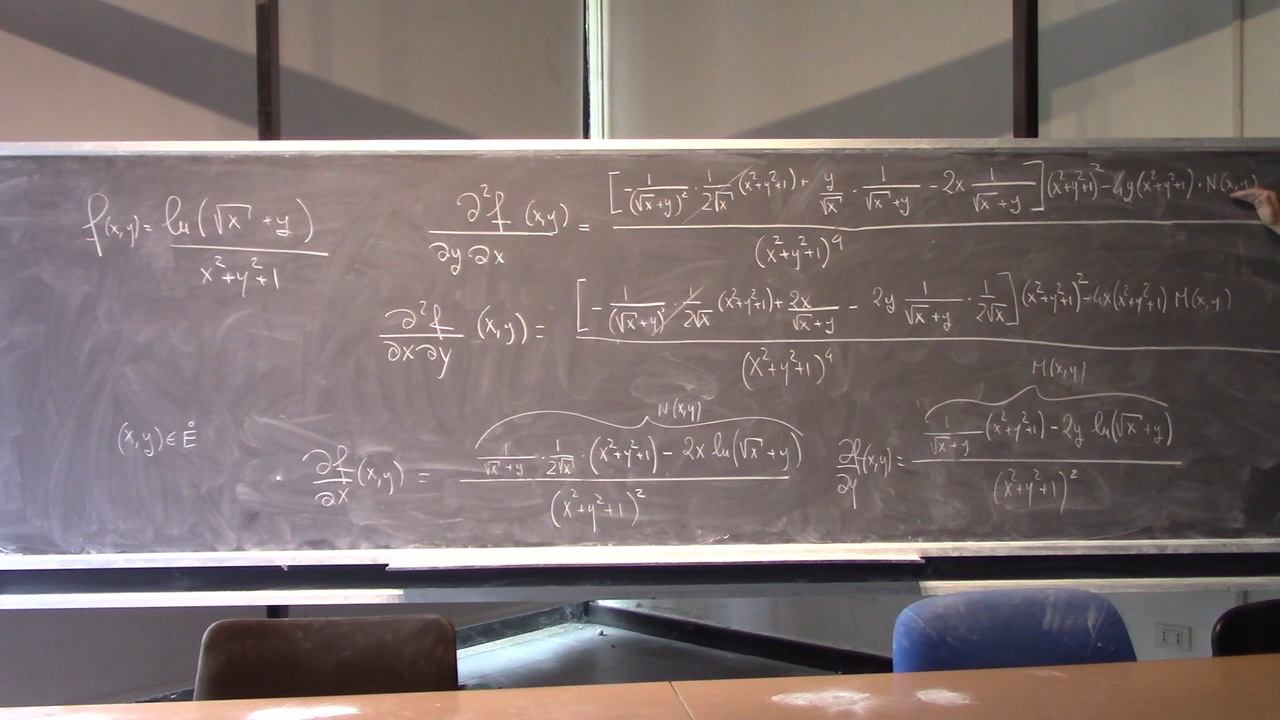 f(x,y) = ln(√x + y) / (x²+y²+1)
∂²f/∂y∂x (x,y) = { [ -1/(√x+y)² · 1/(2√x) (x²+y²+1) + y/√x · 1/(√x+y) - 2x 1/(√x+y) ] (x²+y²+1)² - 4y(x²+y²+1) · N(x,y) } / (x²+y²+1)⁴
∂²f/∂x∂y (x,y) = { [ - 1/(√x+y)² · 1/(2√x) (x²+y²+1) + 2x/(√x+y) - 2y 1/(√x+y) · 1/(2√x) ] (x²+y²+1)² - 4x(x²+y²+1) M(x,y) } / (x²+y²+1)⁴
N(x,y) M(x,y)
(x,y) ∈ E̊
∂f/∂x (x,y) = { 1/(√x+y) · 1/(2√x) · (x²+y²+1) - 2x ln(√x + y) } / (x²+y²+1)²
∂f/∂y (x,y) = { 1/(√x+y) (x²+y²+1) - 2y ln(√x + y) } / (x²+y²+1)²